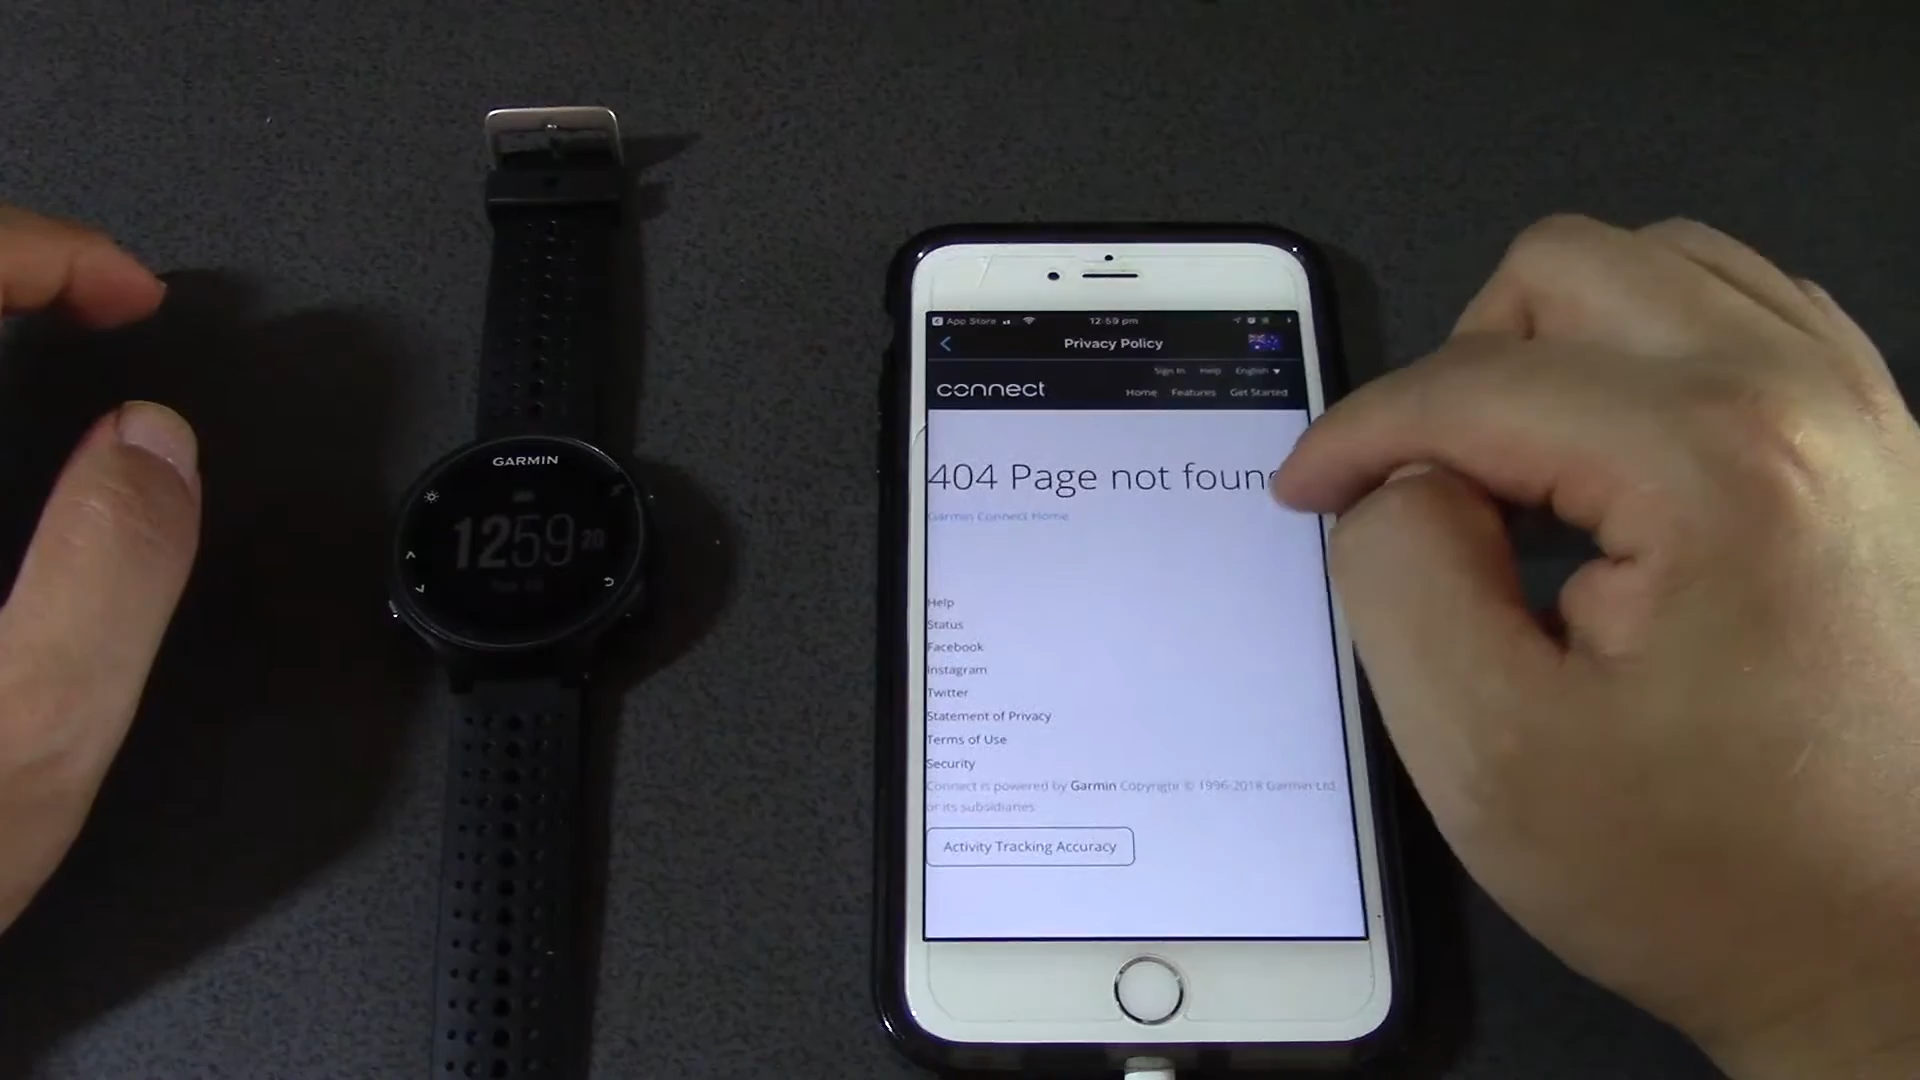 GARMIN
1259 20
App Store
12:59 pm
Privacy Policy
Sign In Help English
connect
Home Features Get Started
404 Page not foun
Garmin Connect Home
Help
Status
Facebook
Instagram
Twitter
Statement of Privacy
Terms of Use
Security
Connect is powered by Garmin Copyright © 1996-2018 Garmin Ltd.
or its subsidiaries
Activity Tracking Accuracy